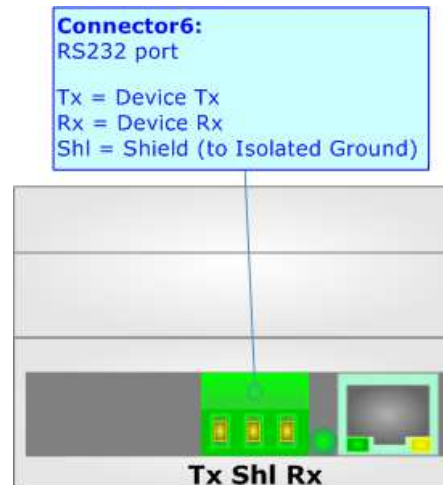 Connector6:
RS232 port
Tx = Device Tx
Rx = Device Rx
Shl = Shield (to Isolated Ground)
Tx Shl Rx